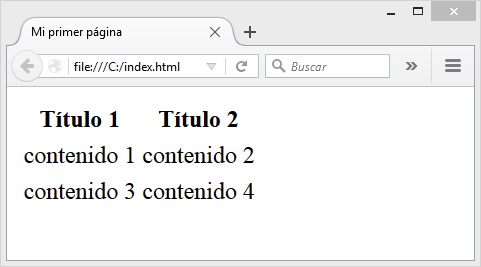 Mi primer página
file:///C:/index.html
Buscar
Título 1 Título 2
contenido 1 contenido 2
contenido 3 contenido 4